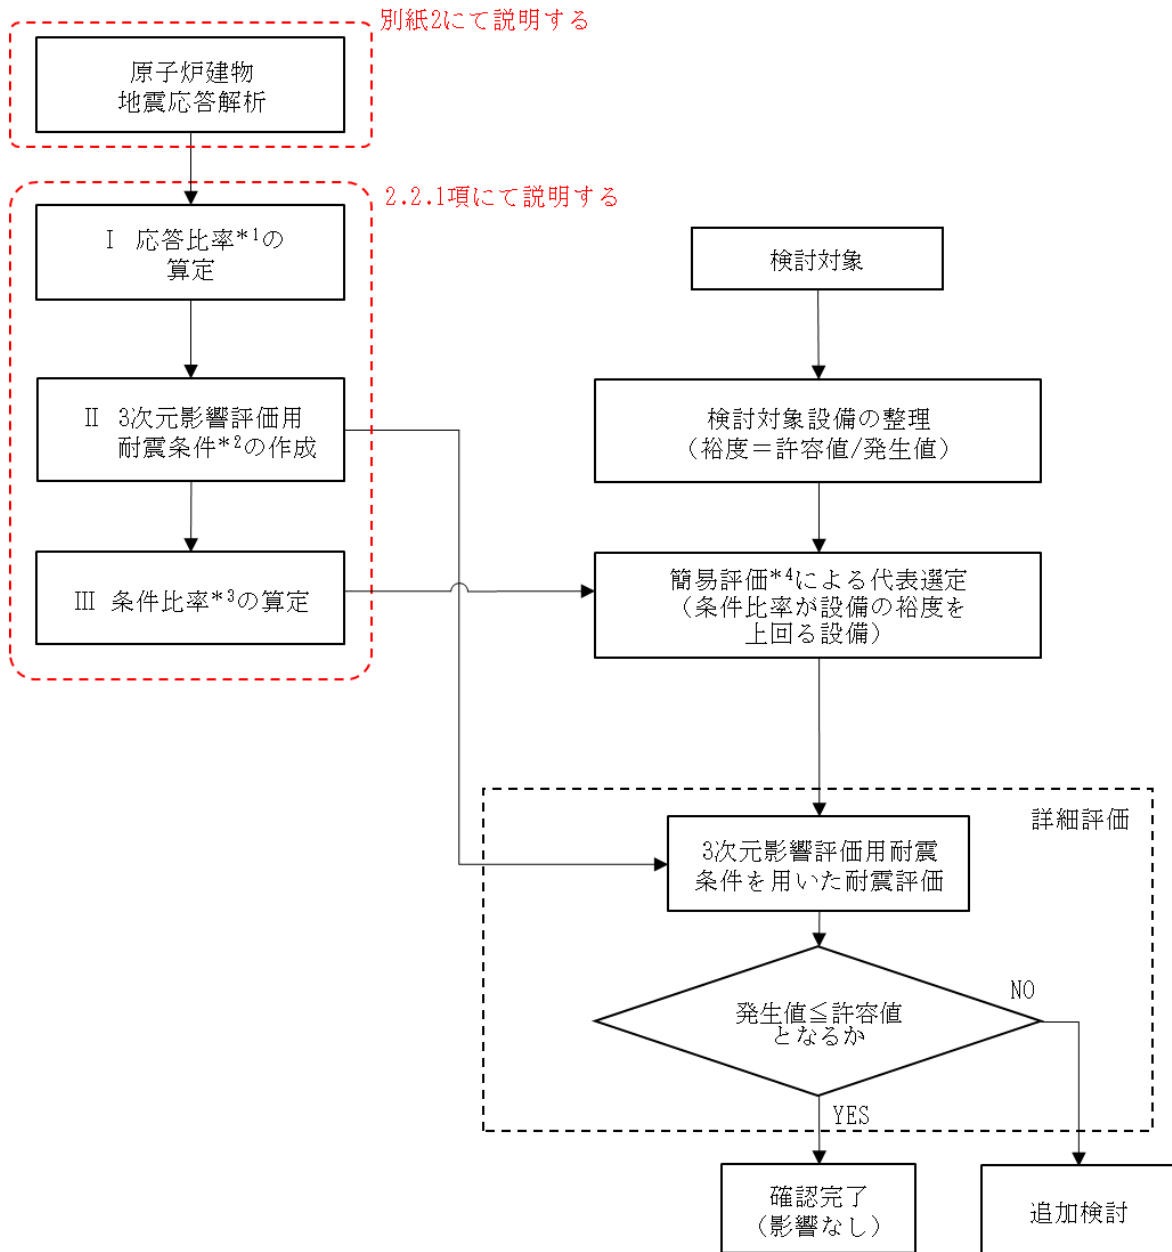 別紙2にて説明する
原子炉建物
地震応答解析
2.2.1項にて説明する
Ⅰ 応答比率*1の
算定
Ⅱ 3次元影響評価用
耐震条件*2の作成
Ⅲ 条件比率*3の算定
検討対象
検討対象設備の整理
（裕度＝許容値/発生値）
簡易評価*4による代表選定
（条件比率が設備の裕度を
上回る設備）
詳細評価
3次元影響評価用耐震
条件を用いた耐震評価
発生値≦許容値
となるか
NO
YES
確認完了
（影響なし）
追加検討